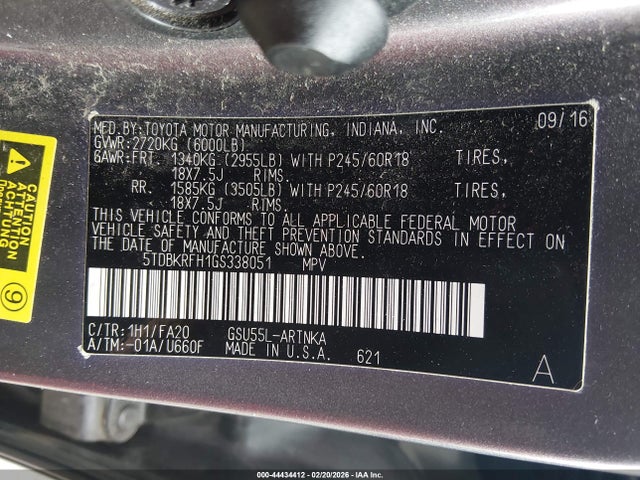 MFD.BY:TOYOTA MOTOR MANUFACTURING, INDIANA, INC. 09/16
GVWR:2720KG (6000LB)
GAWR:FRT. 1340KG (2955LB) WITH P245/60R18 TIRES,
18X7.5J RIMS.
RR. 1585KG (3505LB) WITH P245/60R18 TIRES,
18X7.5J RIMS.
THIS VEHICLE CONFORMS TO ALL APPLICABLE FEDERAL MOTOR
VEHICLE SAFETY AND THEFT PREVENTION STANDARDS IN EFFECT ON
THE DATE OF MANUFACTURE SHOWN ABOVE.
5TDBKRFH1GS338051 MPV
C/TR:1H1/FA20 GSU55L-ARTNKA
A/TM:-01A/U660F MADE IN U.S.A. 621
A
CAUTION
ATTENTION
ACHTUNG
9
000-44434412 - 02/20/2026 - IAA Inc.